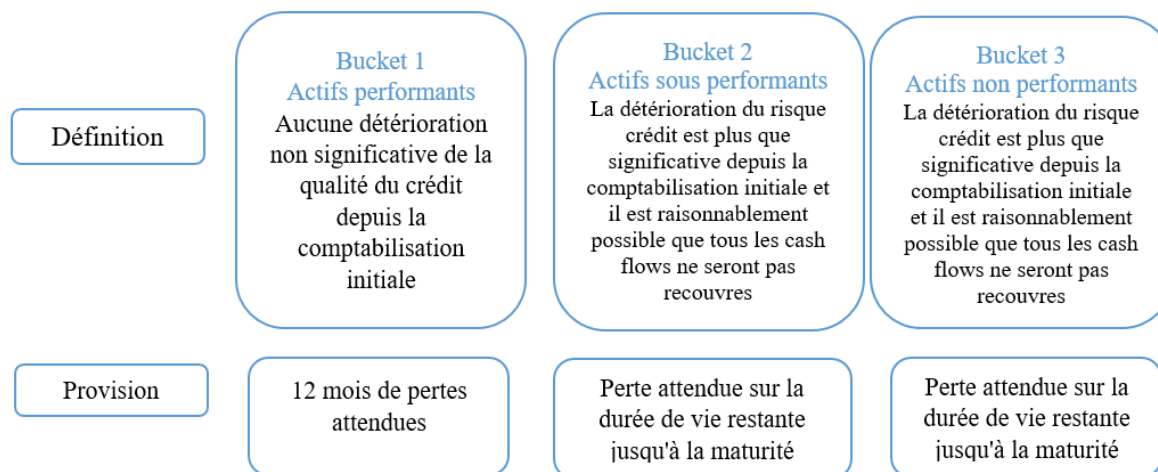 Définition
Bucket 1
Actifs performants
Aucune détérioration
non significative de la
qualité du crédit
depuis la
comptabilisation
initiale
Bucket 2
Actifs sous performants
La détérioration du risque
crédit est plus que
significative depuis la
comptabilisation initiale et
il est raisonnablement
possible que tous les cash
flows ne seront pas
recouvres
Bucket 3
Actifs non performants
La détérioration du risque
crédit est plus que
significative depuis la
comptabilisation initiale
et il est raisonnablement
possible que tous les cash
flows ne seront pas
recouvres
Provision
12 mois de pertes
attendues
Perte attendue sur la
durée de vie restante
jusqu'à la maturité
Perte attendue sur la
durée de vie restante
jusqu'à la maturité